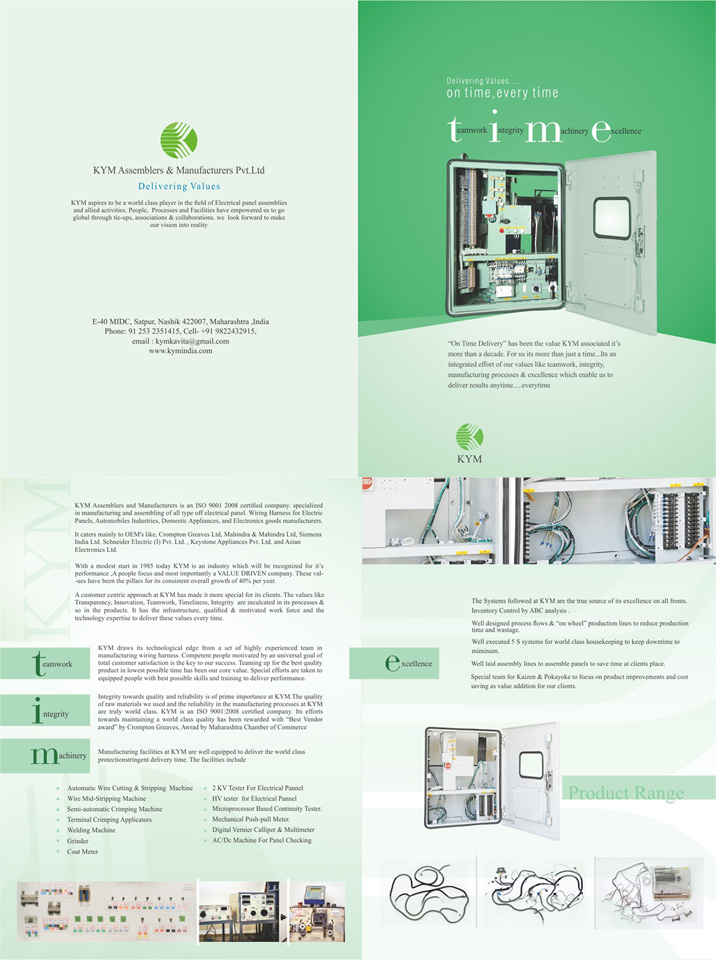 KYM Assemblers & Manufacturers Pvt.Ltd
Delivering Values
KYM aspires to be a world class player in the field of Electrical panel assemblies
and allied activities. People, Processes and Facilities have empowered us to go
global through tie-ups, associations & collaborations. we look forward to make
our vision into reality
E-40 MIDC, Satpur, Nashik 422007, Maharashtra ,India
Phone: 91 253 2351415, Cell- +91 9822432915,
email : kymkavita@gmail.com
www.kymindia.com
Delivering Values....
on time,every time
teamwork integrity machinery excellence
“On Time Delivery” has been the value KYM associated it’s
more than a decade. For us its more than just a time...Its an
integrated effort of our values like teamwork, integrity,
manufacturing processes & excellence which enable us to
deliver results anytime.....everytime
KYM
KYM
KYM Assemblers and Manufacturers is an ISO 9001 2008 certified company. specialized
in manufacturing and assembling of all type off electrical panel. Wiring Harness for Electric
Panels, Automobiles Industries, Domestic Appliances, and Electronics goods manufacturers.
It caters mainly to OEM's like, Crompton Greaves Ltd, Mahindra & Mahindra Ltd, Siemens
India Ltd. Schneider Electric (I) Pvt. Ltd. , Keystone Appliances Pvt. Ltd. and Asian
Electronics Ltd.
With a modest start in 1985 today KYM is an industry which will be recognized for it’s
performance ,A people focus and most importantly a VALUE DRIVEN company. These val-
-ues have been the pillars for its consistent overall growth of 40% per year.
A customer centric approach at KYM has made it more special for its clients. The values like
Transparency, Innovation, Teamwork, Timeliness, Integrity are inculcated in its processes &
so in the products. It has the infrastructure, qualified & motivated work force and the
technology expertise to deliver these values every time.
teamwork
KYM draws its technological edge from a set of highly experienced team in
manufacturing wiring harness. Competent people motivated by an universal goal of
total customer satisfaction is the key to our success. Teaming up for the best quality
product in lowest possible time has been our core value. Special efforts are taken to
equipped people with best possible skills and training to deliver performance.
integrity
Integrity towards quality and reliability is of prime importance at KYM.The quality
of raw materials we used and the reliability in the manufacturing processes at KYM
are truly world class. KYM is an ISO 9001:2008 certified company. Its efforts
towards maintaining a world class quality has been rewarded with “Best Vendor
award” by Crompton Greaves, Awrad by Maharashtra Chamber of Commerce
machinery
Manufacturing facilities at KYM are well equipped to deliver the world class
protectionstringent delivery time. The facilities include
Automatic Wire Cutting & Stripping Machine
Wire Mid-Stripping Machine
Semi-automatic Crimping Machine
Terminal Crimping Applicators
Welding Machine
Grinder
Coat Meter
2 KV Tester For Electrical Pannel
HV tester for Electrical Pannel
Microprocessor Based Continuity Tester.
Mechanical Push-pull Meter.
Digital Vernier Calliper & Multimeter
AC/Dc Machine For Panel Checking
The Systems followed at KYM are the true source of its excellence on all fronts.
Inventory Control by ABC analysis .
Well designed process flows & “on wheel” production lines to reduce production
time and wastage.
Well executed 5 S systems for world class housekeeping to keep downtime to
miminum.
excellence
Well laid assembly lines to assemble panels to save time at clients place.
Special team for Kaizen & Pokayoke to focus on product improvements and cost
saving as value addition for our clients.
Product Range